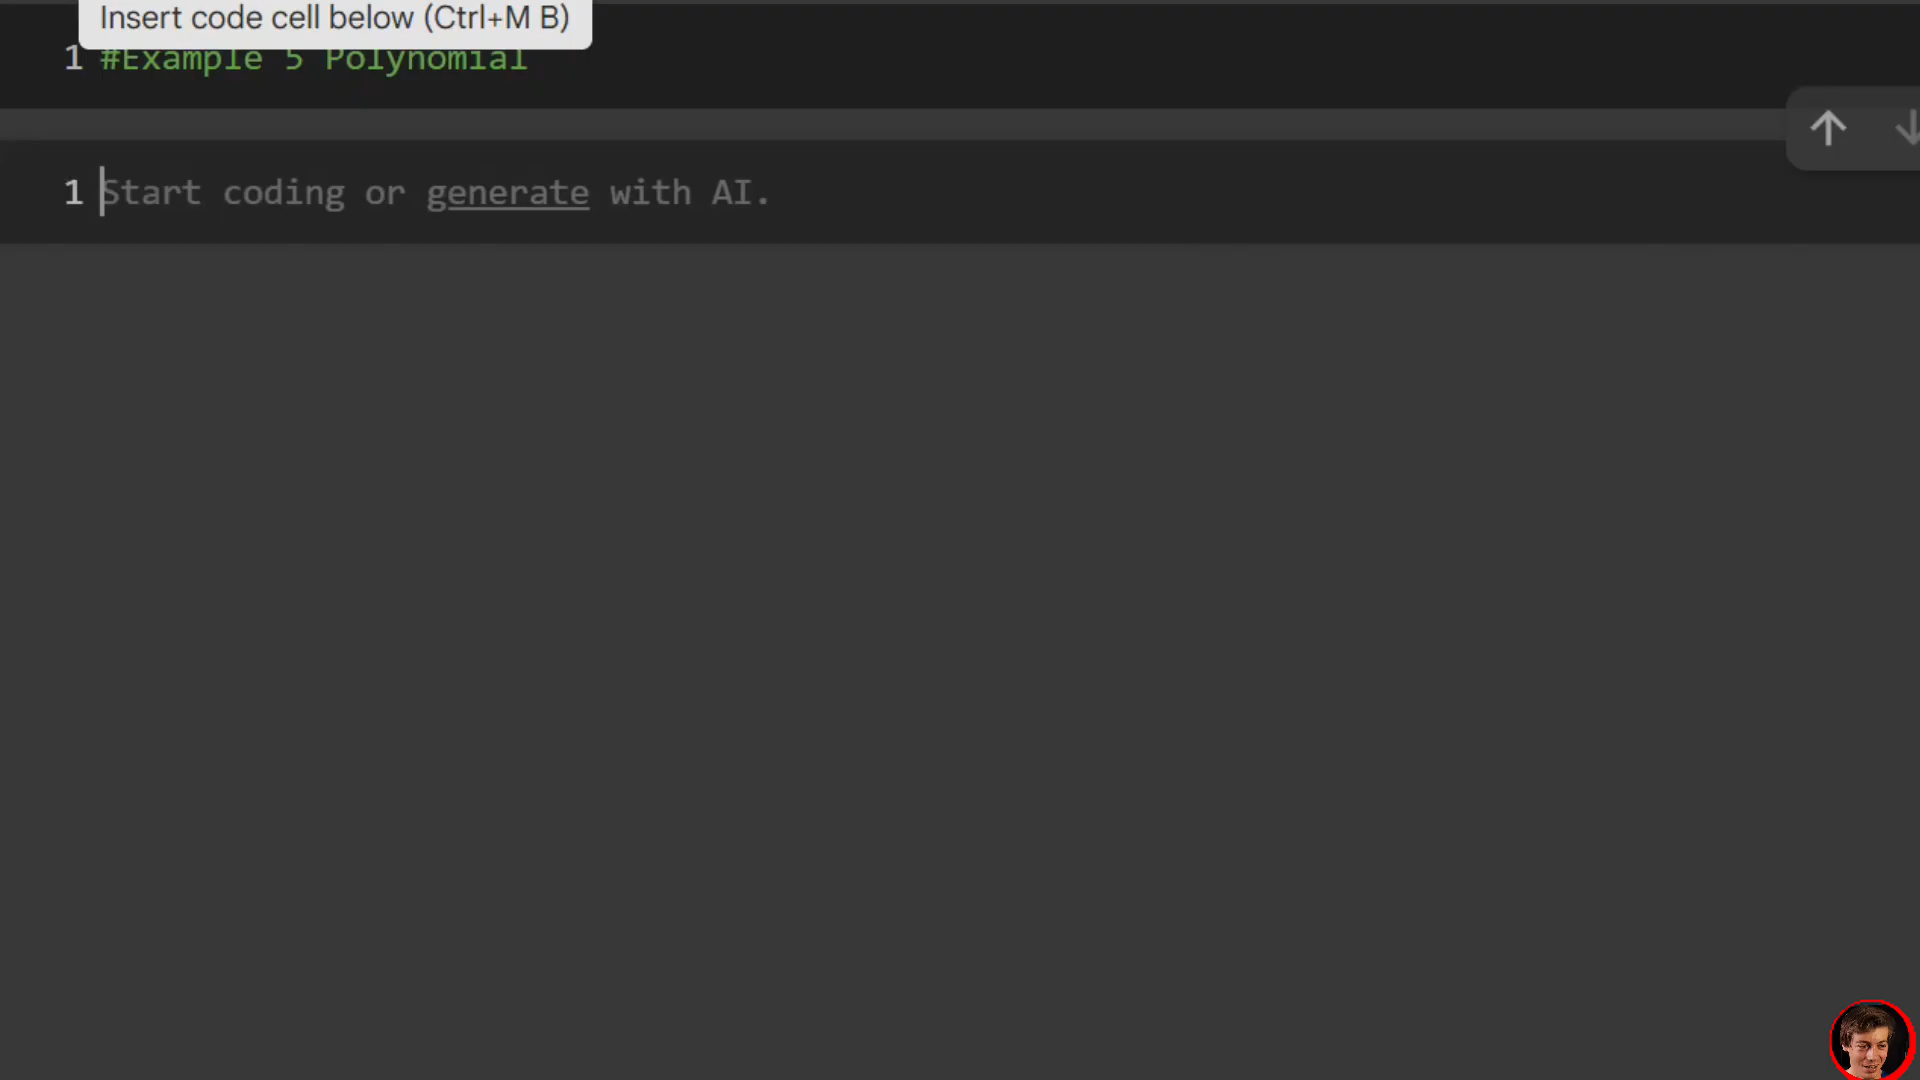 Insert code cell below (Ctrl+M B)
1 #Example 5 Polynomial
1 Start coding or generate with AI.